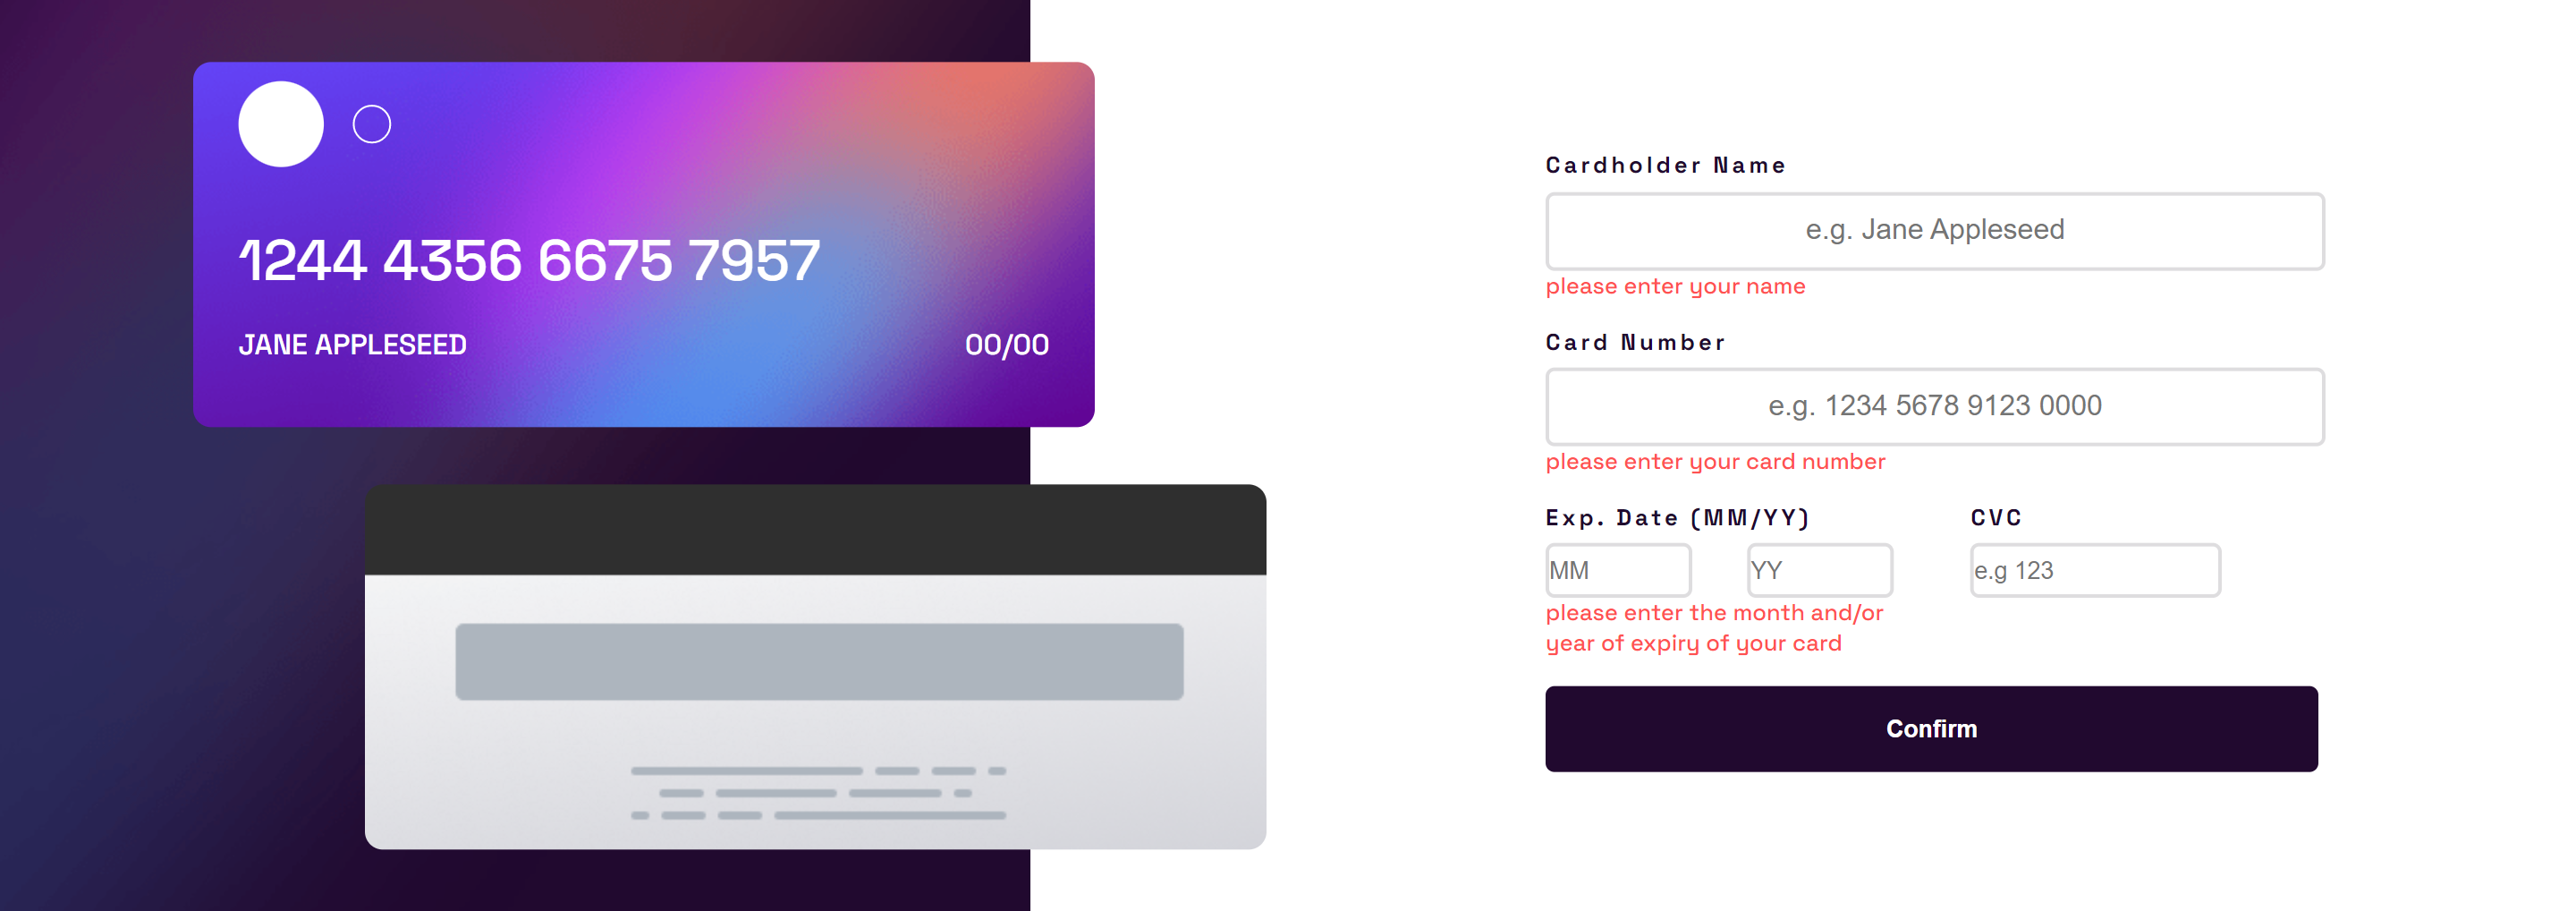 1244 4356 6675 7957
JANE APPLESEED 00/00
Cardholder Name
e.g. Jane Appleseed
please enter your name
Card Number
e.g. 1234 5678 9123 0000
please enter your card number
Exp. Date (MM/YY) CVC
MM YY e.g 123
please enter the month and/or
year of expiry of your card
Confirm